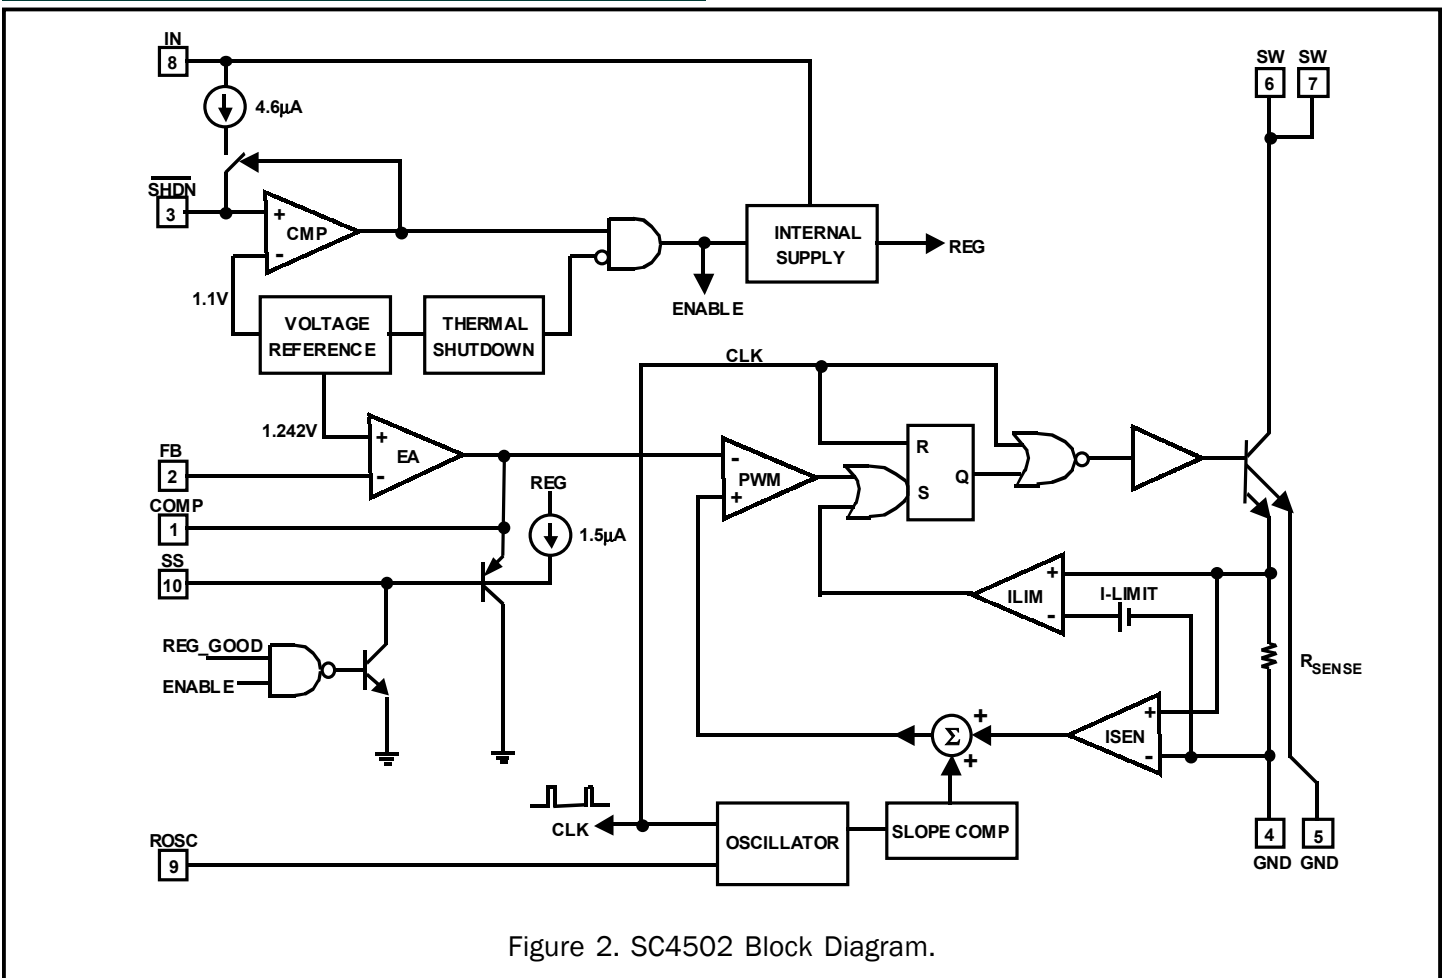 IN
8
4.6µA
SHDN
3
+
CMP
-
1.1V
VOLTAGE
REFERENCE
THERMAL
SHUTDOWN
ENABLE
INTERNAL
SUPPLY
REG
SW
6
SW
7
CLK
1.242V
+
EA
-
FB
2
COMP
1
SS
10
REG
1.5µA
-
PWM
+
R
S
Q
REG_GOOD
ENABLE
+
ILIM
-
I-LIMIT
RSENSE
+
ISEN
-
+
Σ
+
CLK
OSCILLATOR
SLOPE COMP
ROSC
9
4
GND
5
GND
Figure 2. SC4502 Block Diagram.